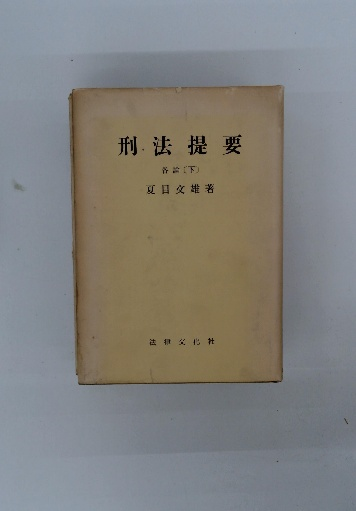 刑法提要
各論(下)
夏目文雄著
法律文化社